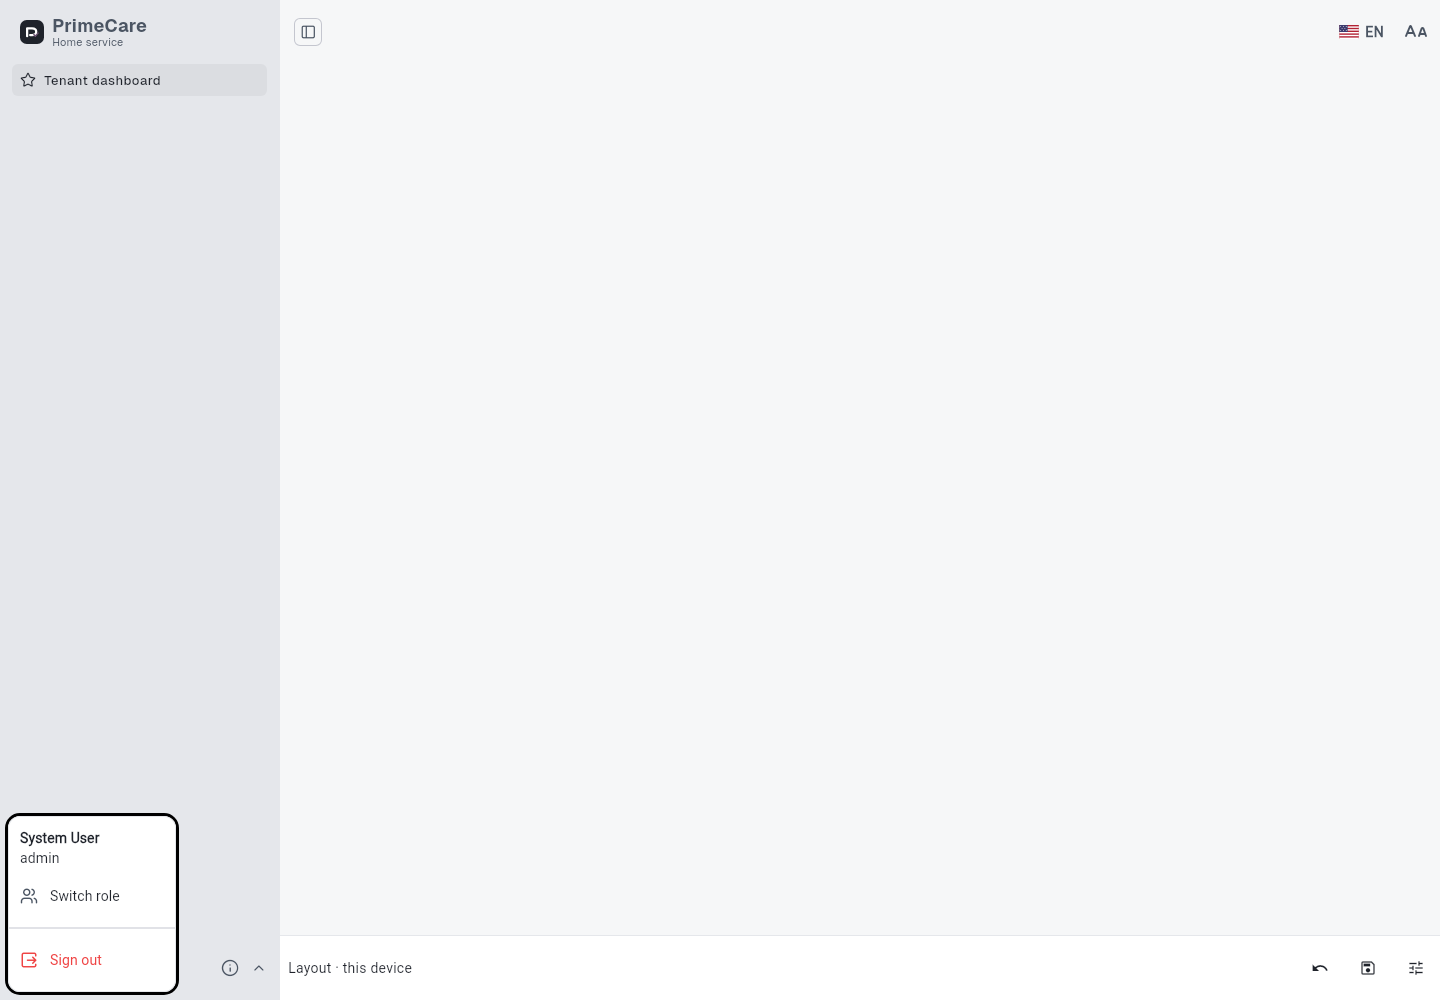 PrimeCare
Home service
Tenant dashboard
EN
AA
System User
admin
Switch role
Sign out
Layout · this device